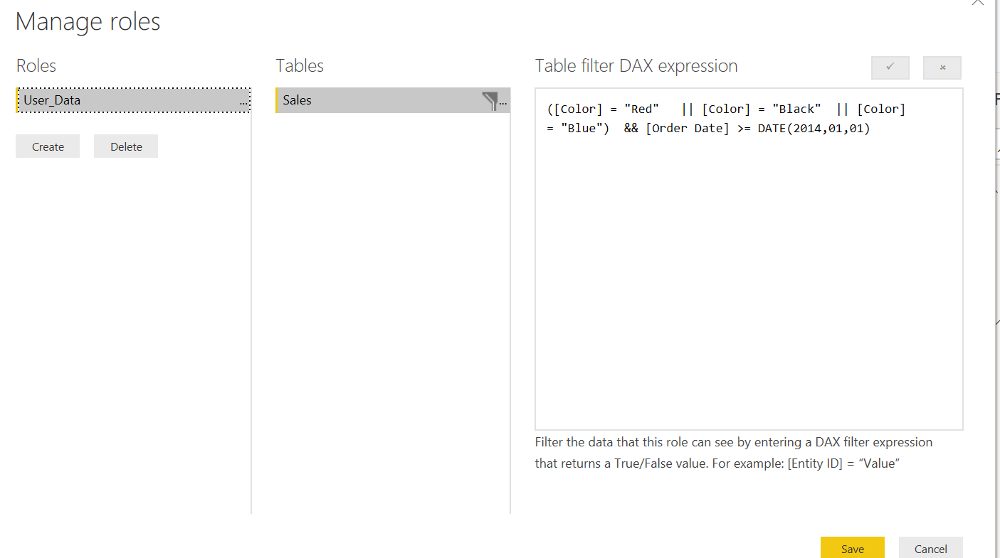 Manage roles
Roles
Tables
Table filter DAX expression
User_Data
...
Sales
...
([Color] = "Red"   || [Color] = "Black"  || [Color]
= "Blue")  && [Order Date] >= DATE(2014,01,01)
Create
Delete
Filter the data that this role can see by entering a DAX filter expression
that returns a True/False value. For example: [Entity ID] = “Value”
Save
Cancel